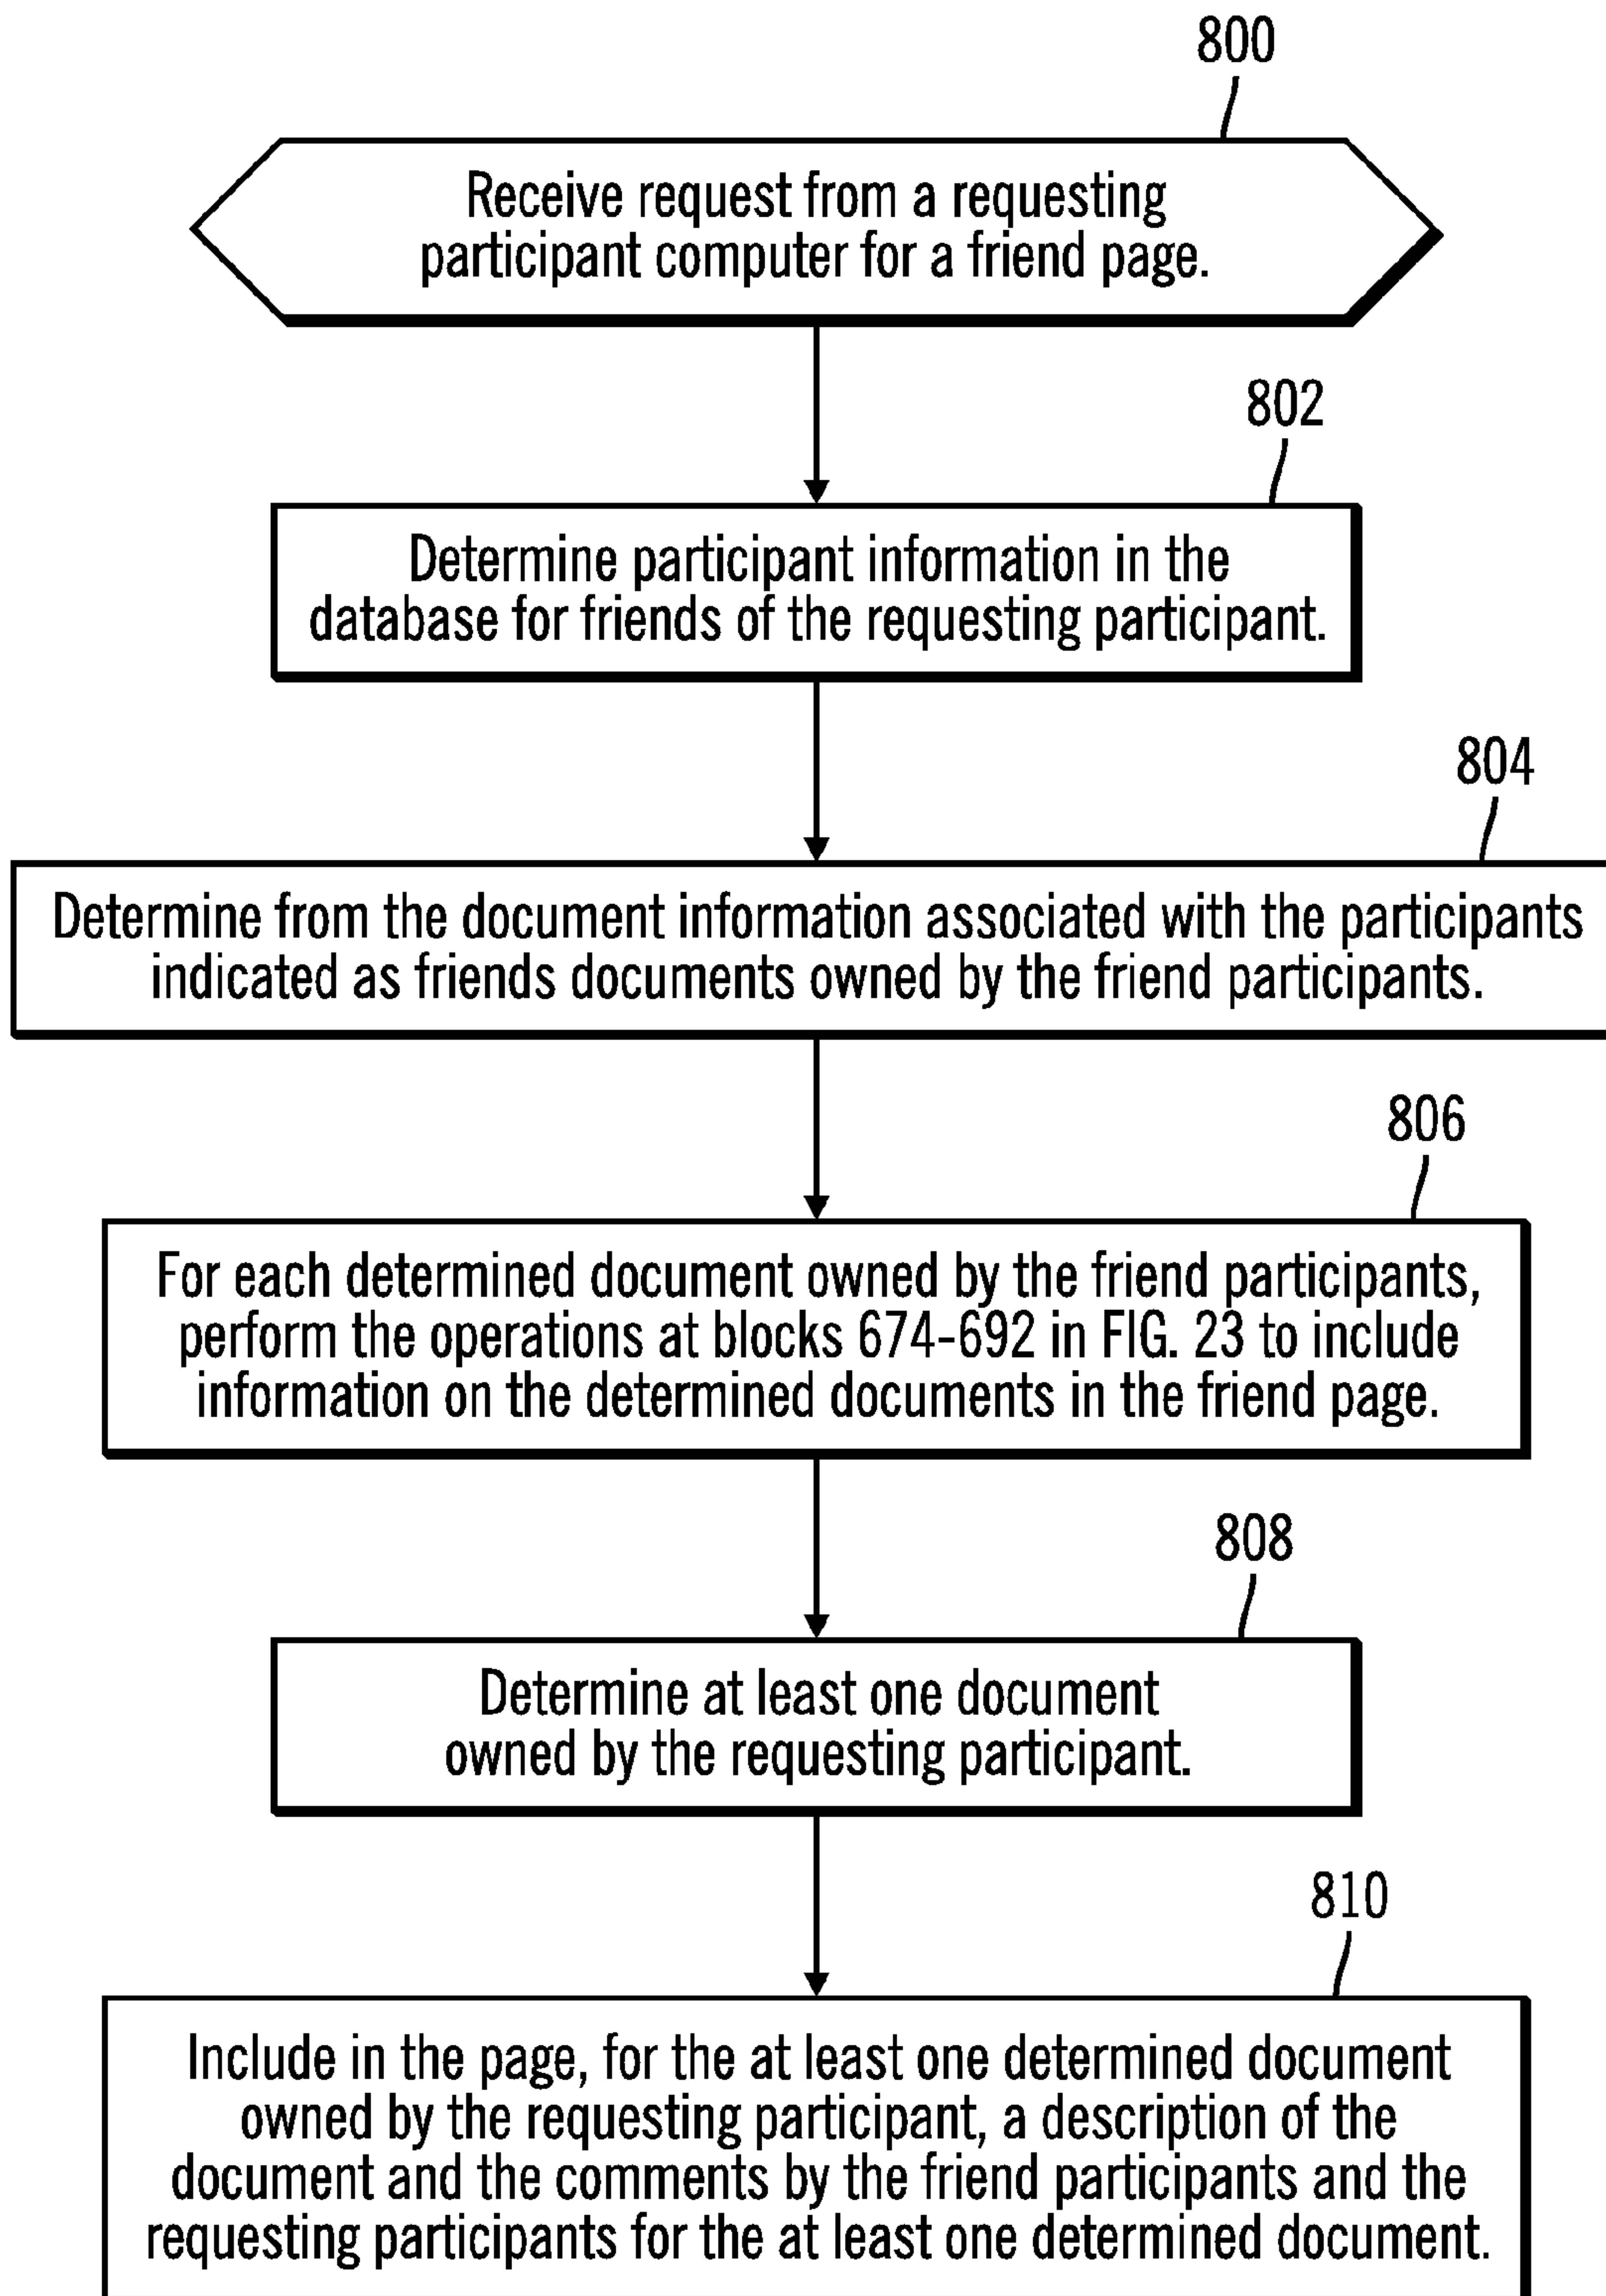 800
Receive request from a requesting
participant computer for a friend page.
802
Determine participant information in the
database for friends of the requesting participant.
804
Determine from the document information associated with the participants
indicated as friends documents owned by the friend participants.
806
For each determined document owned by the friend participants,
perform the operations at blocks 674-692 in FIG. 23 to include
information on the determined documents in the friend page.
808
Determine at least one document
owned by the requesting participant.
810
Include in the page, for the at least one determined document
owned by the requesting participant, a description of the
document and the comments by the friend participants and the
requesting participants for the at least one determined document.